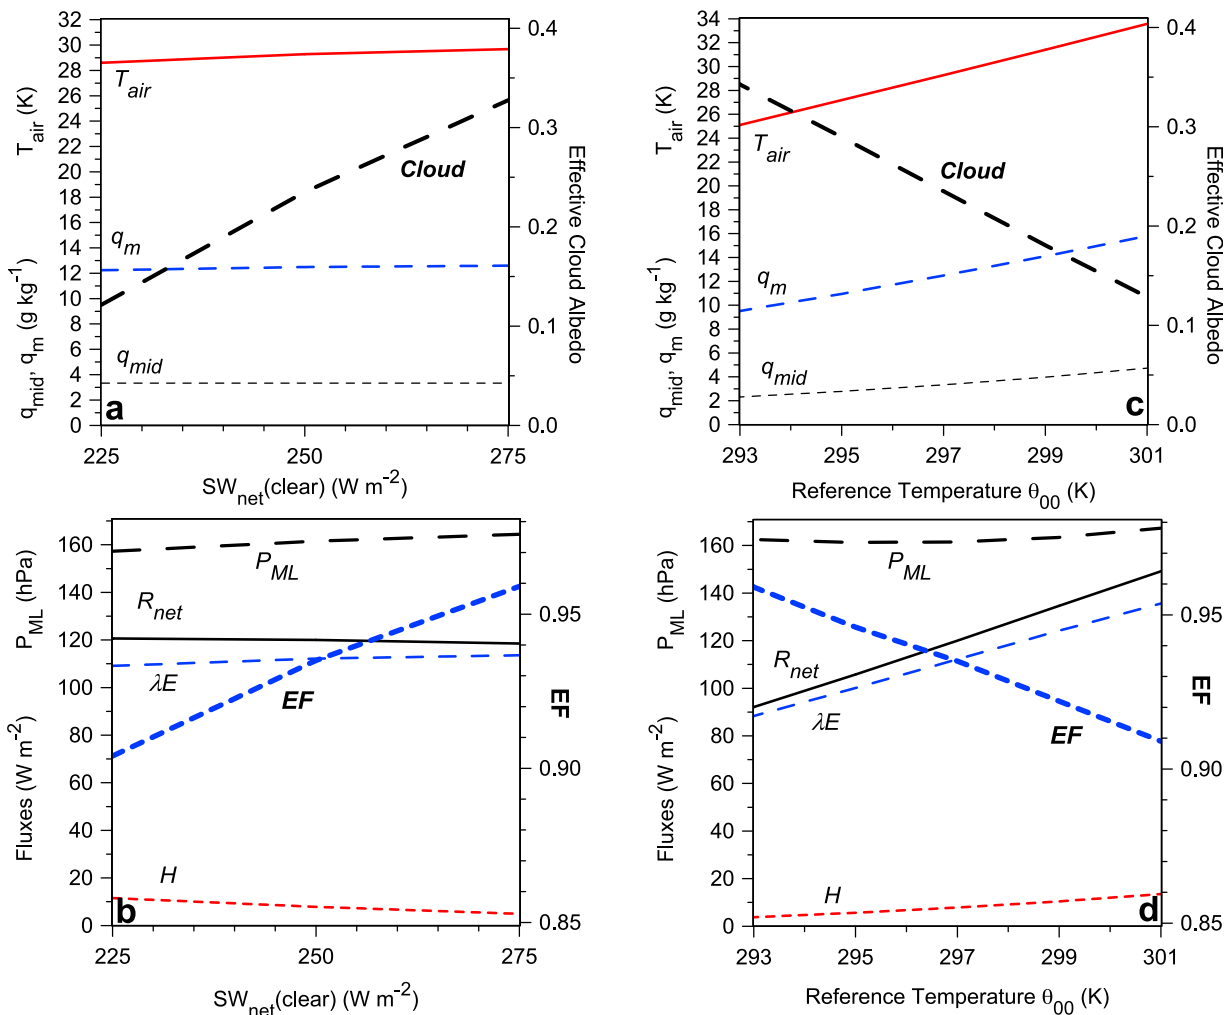 32
30
28
26
24
22
20
18
16
14
12
10
8
6
4
2
0
T_air (K)
q_mid, q_m (g kg⁻¹)
0.4
0.3
0.2
0.1
0.0
Effective Cloud Albedo
T_air
Cloud
q_m
q_mid
a
225
250
275
SW_net(clear) (W m⁻²)
34
32
30
28
26
24
22
20
18
16
14
12
10
8
6
4
2
0
T_air (K)
q_mid, q_m (g kg⁻¹)
0.4
0.3
0.2
0.1
0.0
Effective Cloud Albedo
T_air
Cloud
q_m
q_mid
c
293
295
297
299
301
Reference Temperature θ₀₀ (K)
160
140
120
100
80
60
40
20
0
P_ML (hPa)
Fluxes (W m⁻²)
0.95
0.90
0.85
EF
P_ML
R_net
λE
EF
H
b
225
250
275
SW_net(clear) (W m⁻²)
160
140
120
100
80
60
40
20
0
P_ML (hPa)
Fluxes (W m⁻²)
0.95
0.90
0.85
EF
P_ML
R_net
λE
EF
H
d
293
295
297
299
301
Reference Temperature θ₀₀ (K)